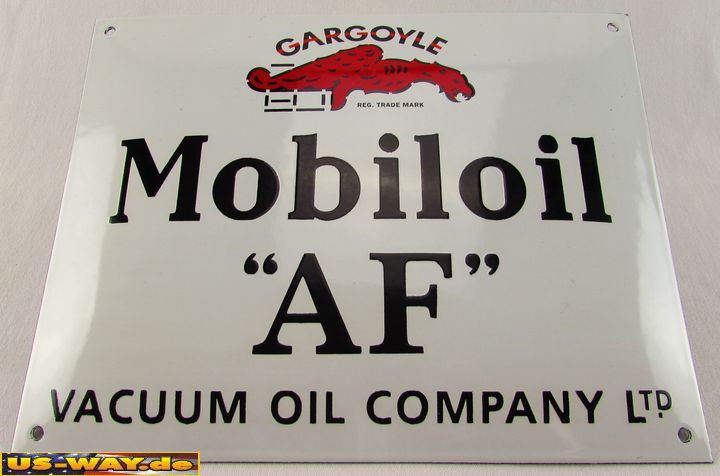 GARGOYLE
REG. TRADE MARK
Mobiloil
“AF”
VACUUM OIL COMPANY LTD.
US-WAY.de